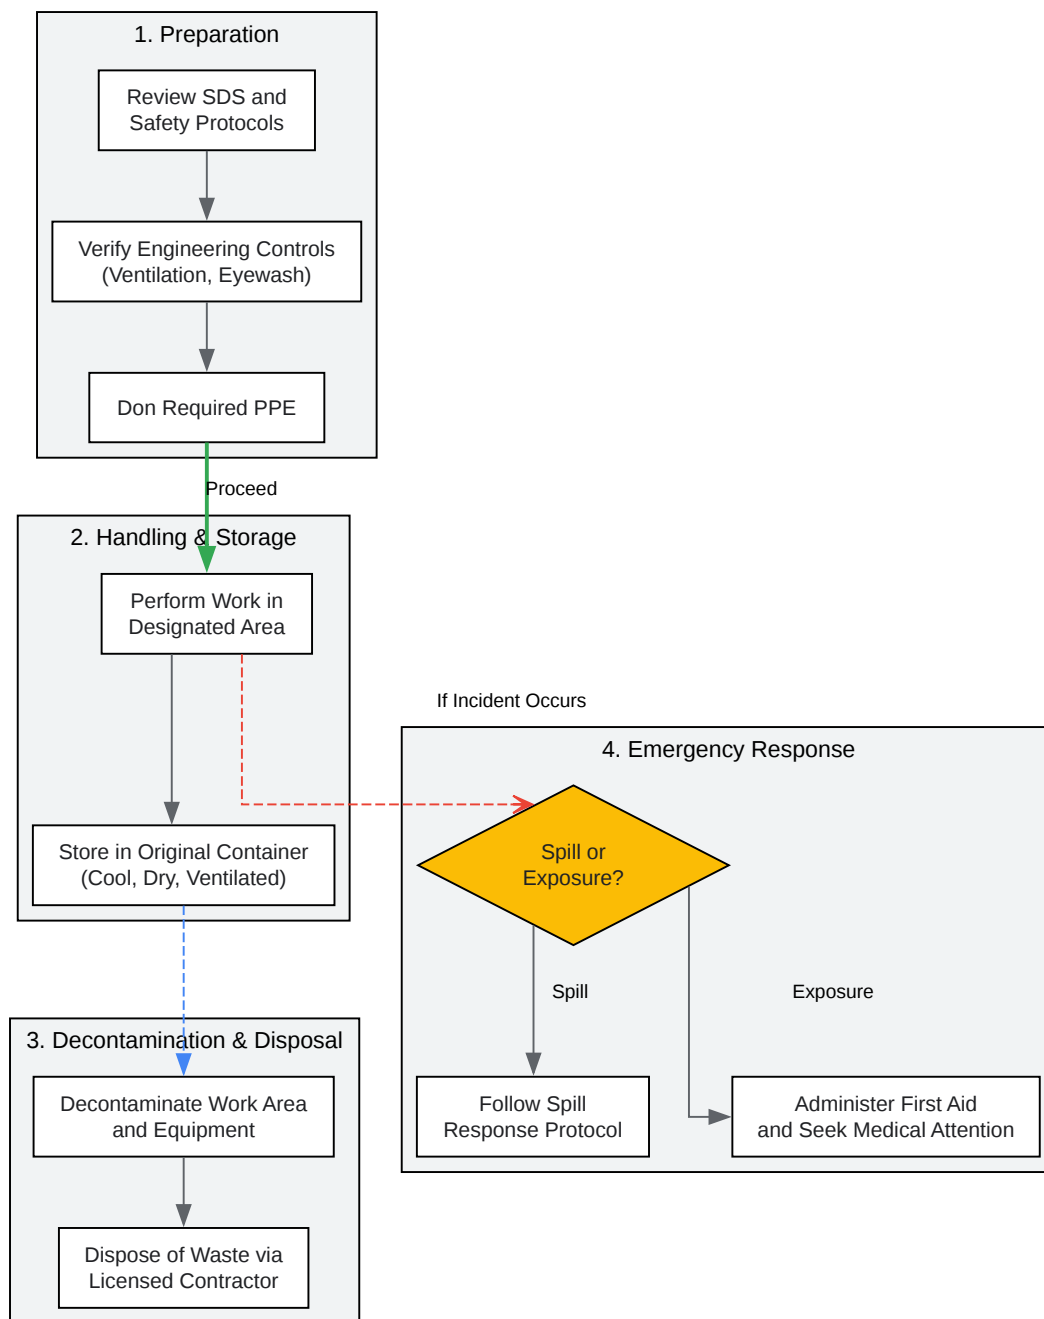 1. Preparation
Review SDS and
Safety Protocols
Verify Engineering Controls
(Ventilation, Eyewash)
Don Required PPE
Proceed
2. Handling & Storage
Perform Work in
Designated Area
If Incident Occurs
4. Emergency Response
Store in Original Container
(Cool, Dry, Ventilated)
Spill or
Exposure?
Spill
Exposure
3. Decontamination & Disposal
Decontaminate Work Area
and Equipment
Follow Spill
Response Protocol
Administer First Aid
and Seek Medical Attention
Dispose of Waste via
Licensed Contractor